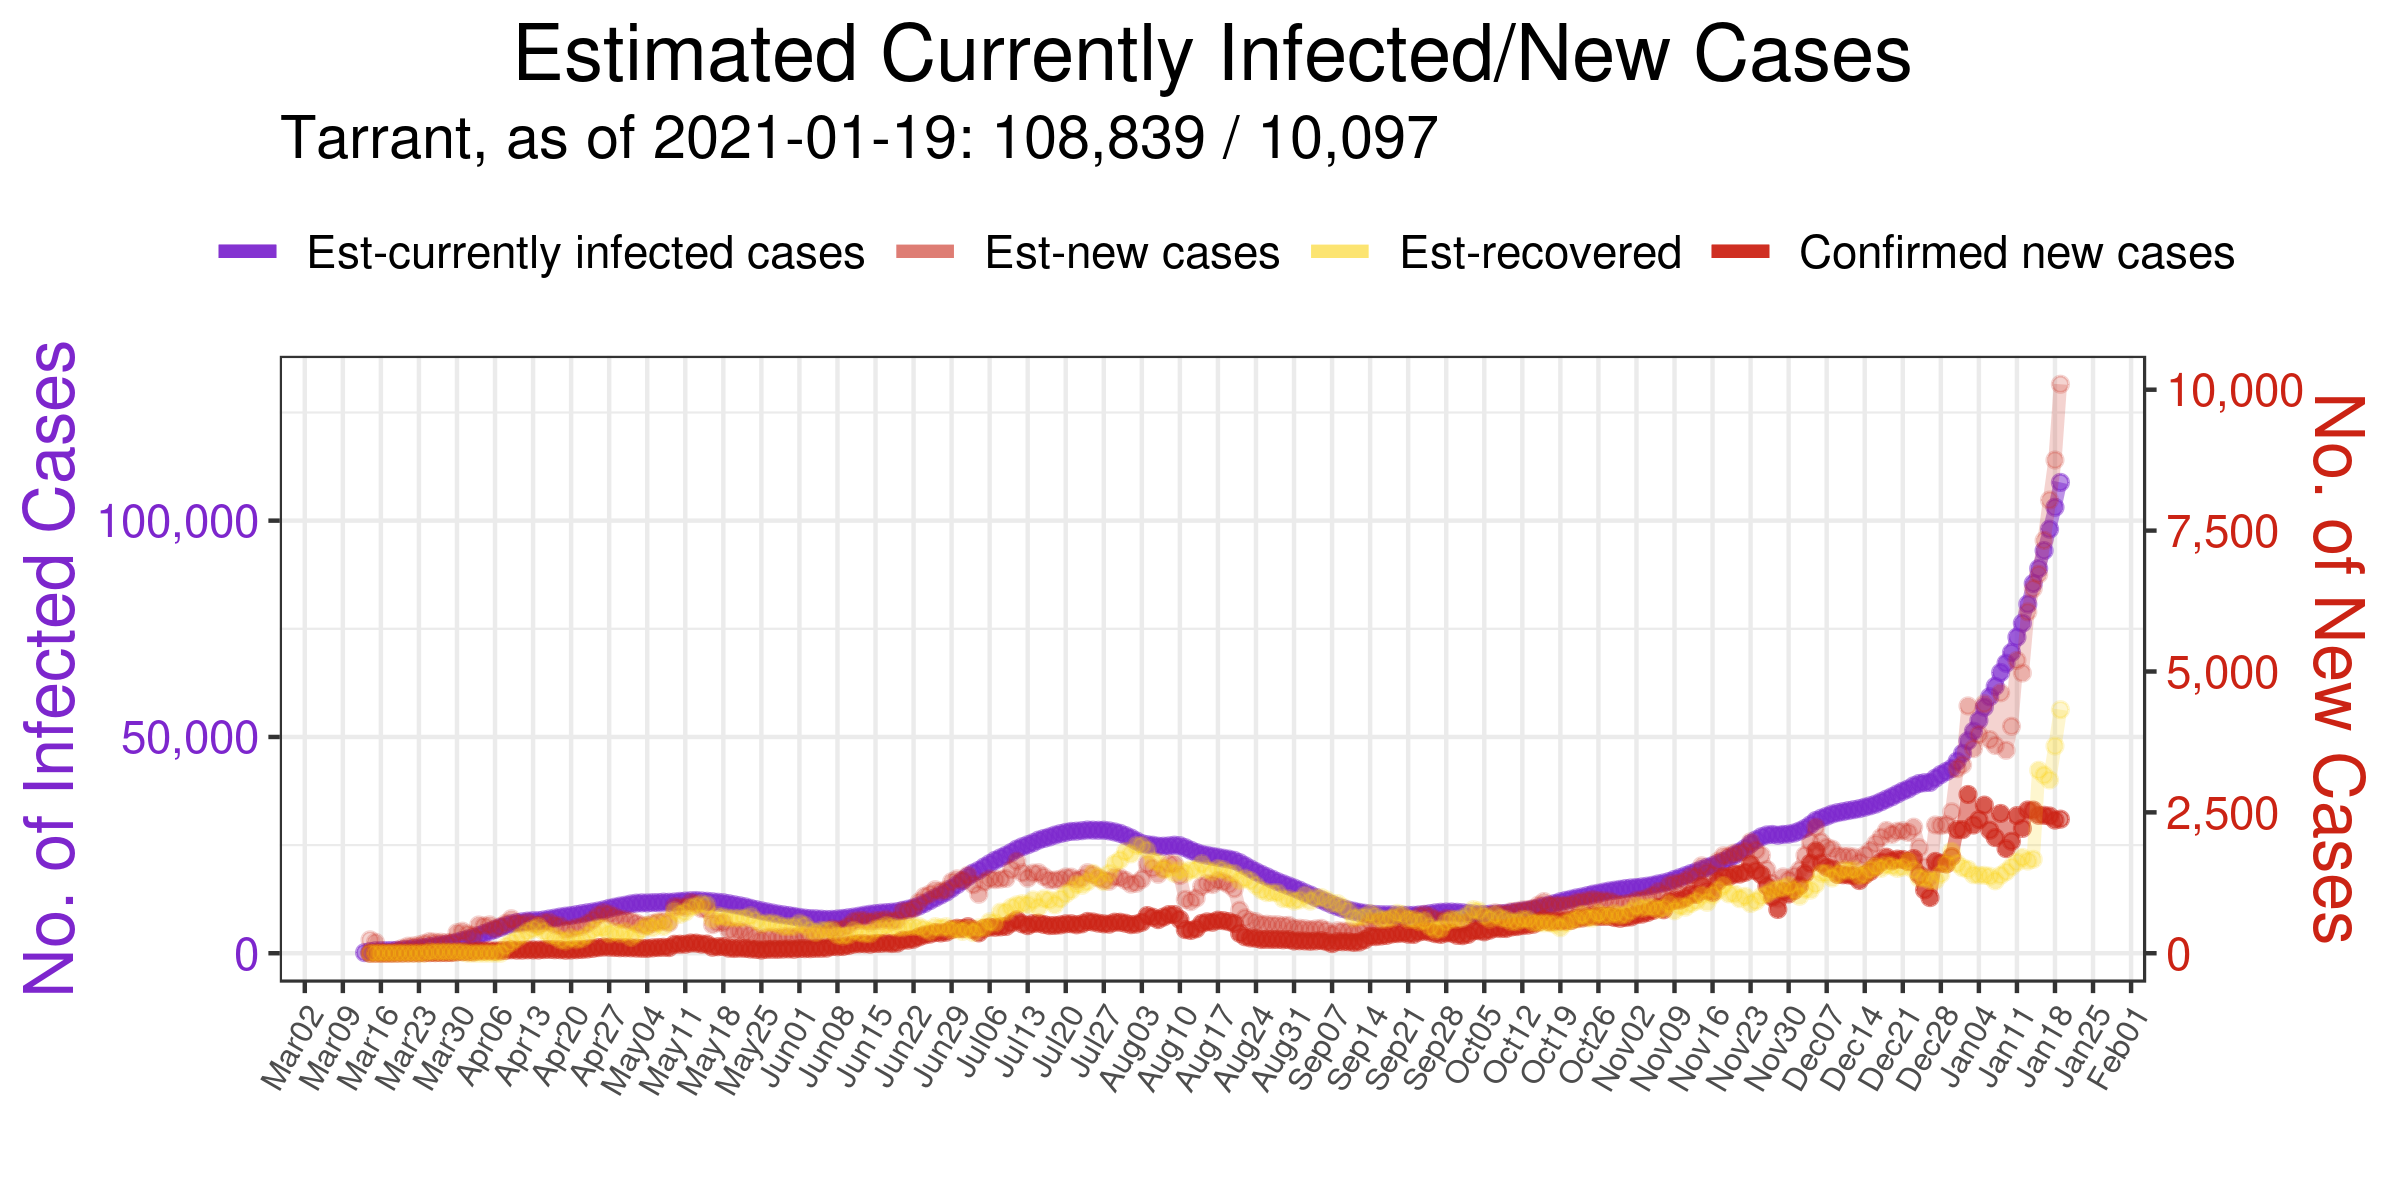 Estimated Currently Infected/New Cases
Tarrant, as of 2021-01-19: 108,839 / 10,097
Est-currently infected cases Est-new cases Est-recovered Confirmed new cases
No. of Infected Cases
100,000
50,000
0
10,000
7,500
5,000
2,500
0
No. of New Cases
Mar02 Mar09 Mar16 Mar23 Mar30 Apr06 Apr13 Apr20 Apr27 May04 May11 May18 May25 Jun01 Jun08 Jun15 Jun22 Jun29 Jul06 Jul13 Jul20 Jul27 Aug03 Aug10 Aug17 Aug24 Aug31 Sep07 Sep14 Sep21 Sep28 Oct05 Oct12 Oct19 Oct26 Nov02 Nov09 Nov16 Nov23 Nov30 Dec07 Dec14 Dec21 Dec28 Jan04 Jan11 Jan18 Jan25 Feb01